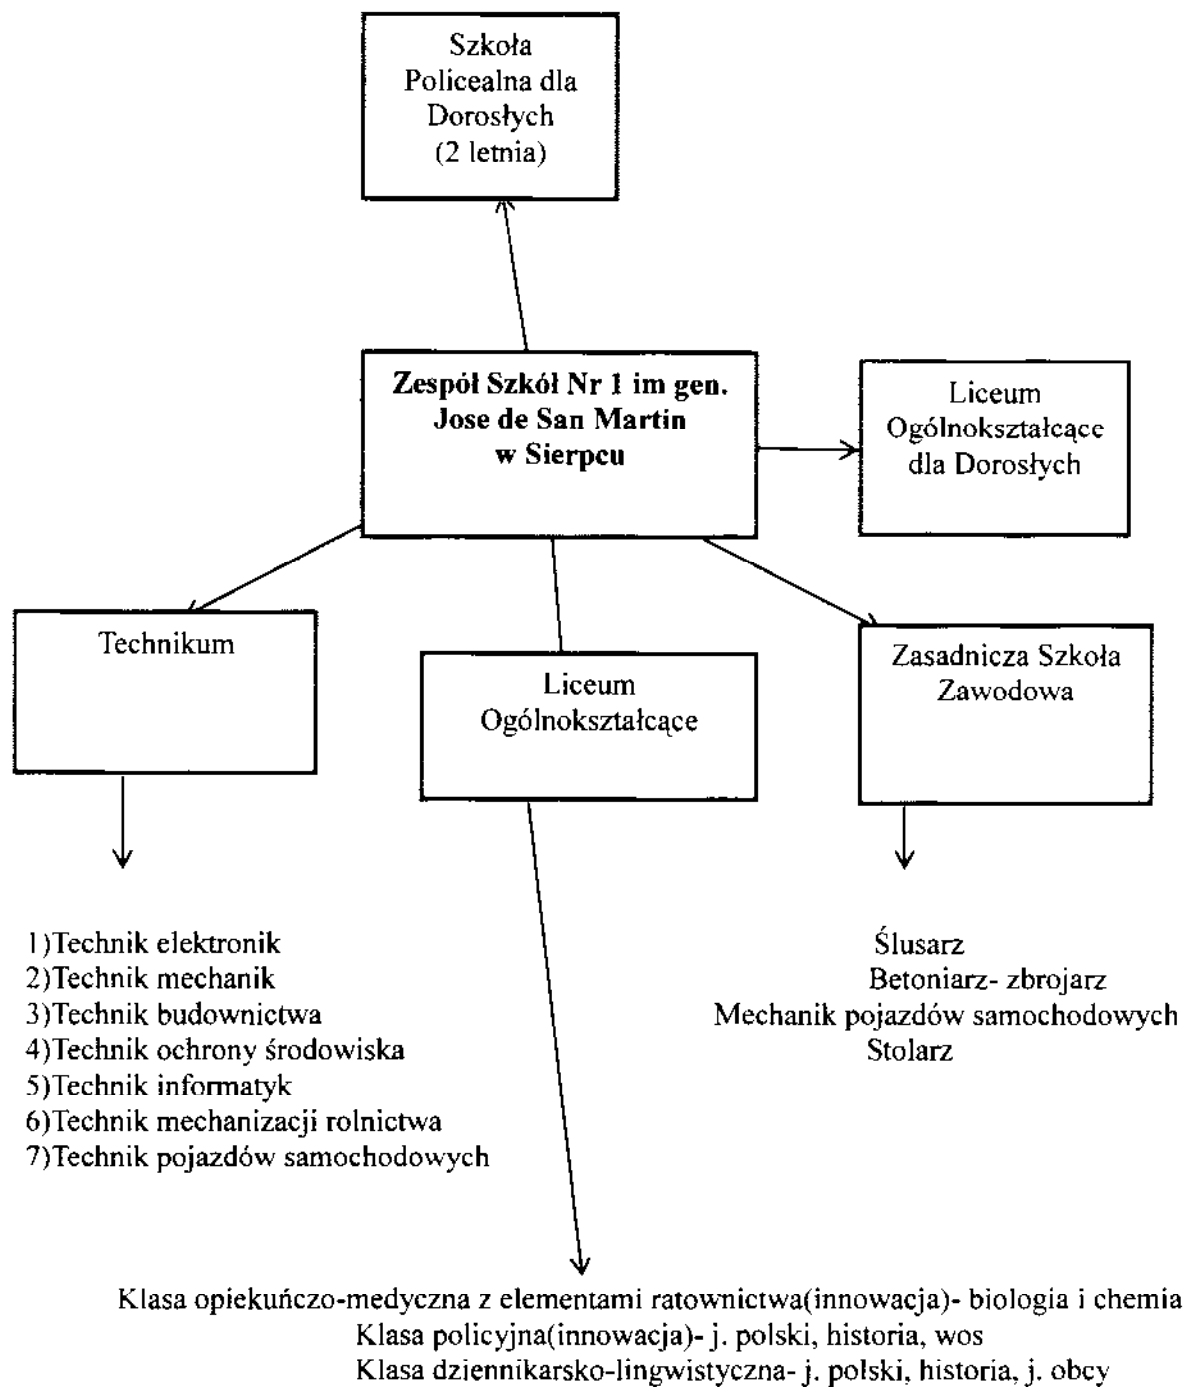 Szkoła
Policealna dla
Dorosłych
(2 letnia)
Zespół Szkół Nr 1 im gen.
Jose de San Martin
w Sierpcu
Liceum
Ogólnokształcące
dla Dorosłych
Technikum
Liceum
Ogólnokształcące
Zasadnicza Szkoła
Zawodowa
1)Technik elektronik
2)Technik mechanik
3)Technik budownictwa
4)Technik ochrony środowiska
5)Technik informatyk
6)Technik mechanizacji rolnictwa
7)Technik pojazdów samochodowych
Ślusarz
Betoniarz- zbrojarz
Mechanik pojazdów samochodowych
Stolarz
Klasa opiekuńczo-medyczna z elementami ratownictwa(innowacja)- biologia i chemia
Klasa policyjna(innowacja)- j. polski, historia, wos
Klasa dziennikarsko-lingwistyczna- j. polski, historia, j. obcy